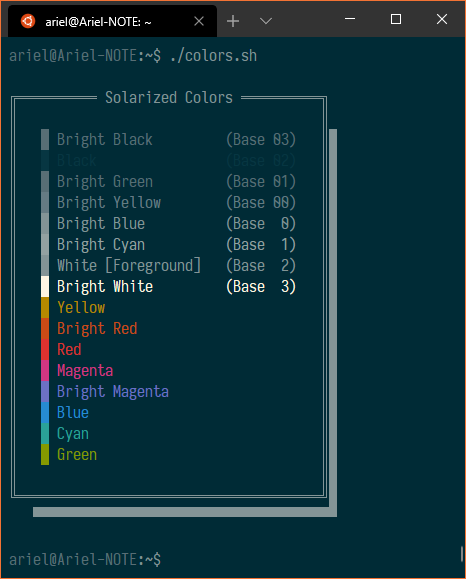 ariel@Ariel-NOTE: ~
ariel@Ariel-NOTE:~$ ./colors.sh
Solarized Colors
Bright Black (Base 03)
Black (Base 02)
Bright Green (Base 01)
Bright Yellow (Base 00)
Bright Blue (Base 0)
Bright Cyan (Base 1)
White [Foreground] (Base 2)
Bright White (Base 3)
Yellow
Bright Red
Red
Magenta
Bright Magenta
Blue
Cyan
Green
ariel@Ariel-NOTE:~$